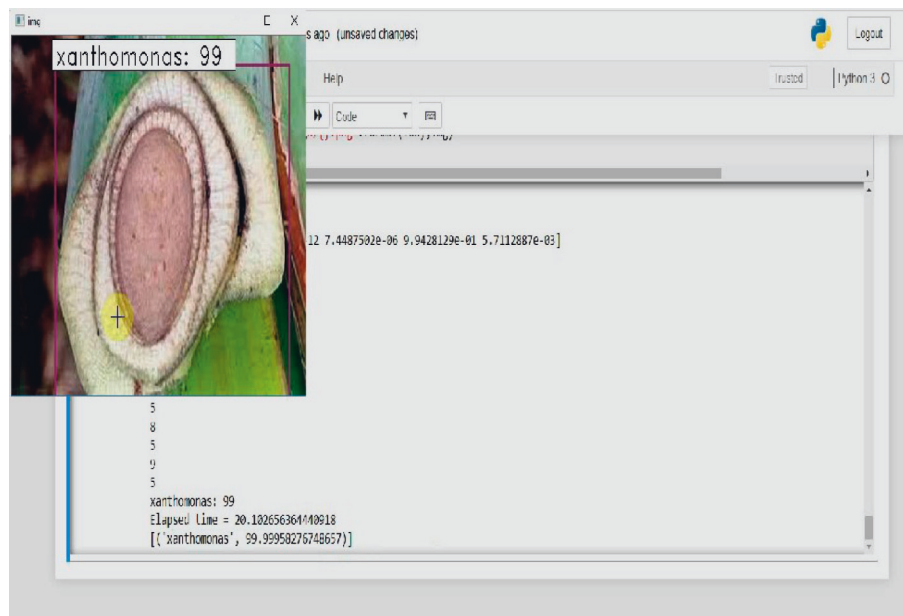 img
xanthomonas: 99
s ago (unsaved changes)
Logout
Help
Trusted
Python 3
Code
12 7.4487502e-06 9.9428129e-01 5.7112887e-03]
5
8
5
9
5
xanthomonas: 99
Elapsed time = 20.102656364440918
[('xanthomonas', 99.99958276748657)]